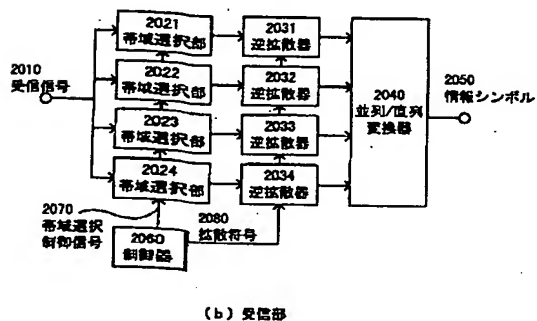 2010
受信信号
2021
帯域選択部
2031
逆拡散器
2022
帯域選択部
2032
逆拡散器
2023
帯域選択部
2033
逆拡散器
2024
帯域選択部
2034
逆拡散器
2040
並列/直列
変換器
2050
情報シンボル
2070
帯域選択
制御信号
2060
制御器
2080
拡散符号
(b) 受信部